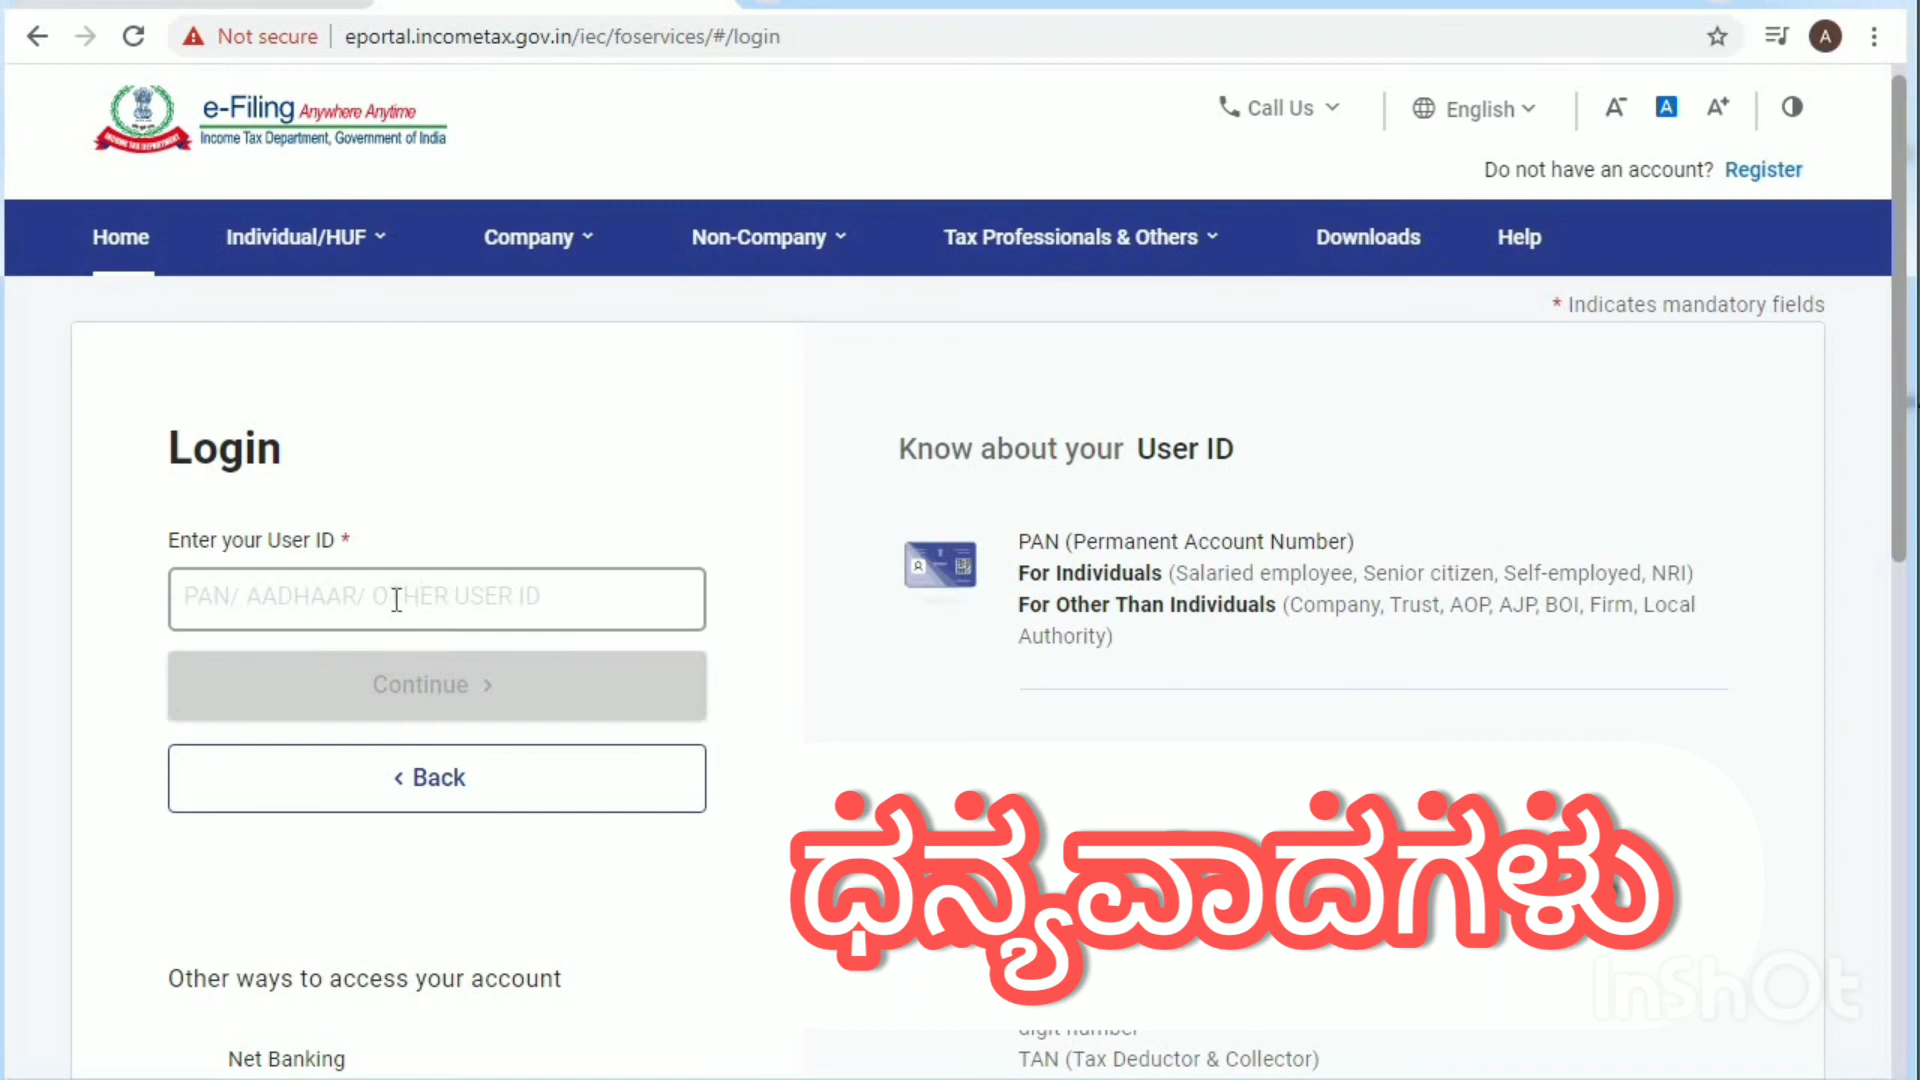 Not secure eportal.incometax.gov.in/iec/foservices/#/login A
e-Filing Anywhere Anytime
Income Tax Department, Government of India
Call Us English A- A A+
Do not have an account? Register
Home Individual/HUF Company Non-Company Tax Professionals & Others Downloads Help
* Indicates mandatory fields
Login
Enter your User ID *
PAN/ AADHAAR/ OTHER USER ID
Continue >
< Back
Other ways to access your account
Net Banking
Know about your User ID
PAN (Permanent Account Number)
For Individuals (Salaried employee, Senior citizen, Self-employed, NRI)
For Other Than Individuals (Company, Trust, AOP, AJP, BOI, Firm, Local
Authority)
ಧನ್ಯವಾದಗಳು
digit number
TAN (Tax Deductor & Collector)
InShOt